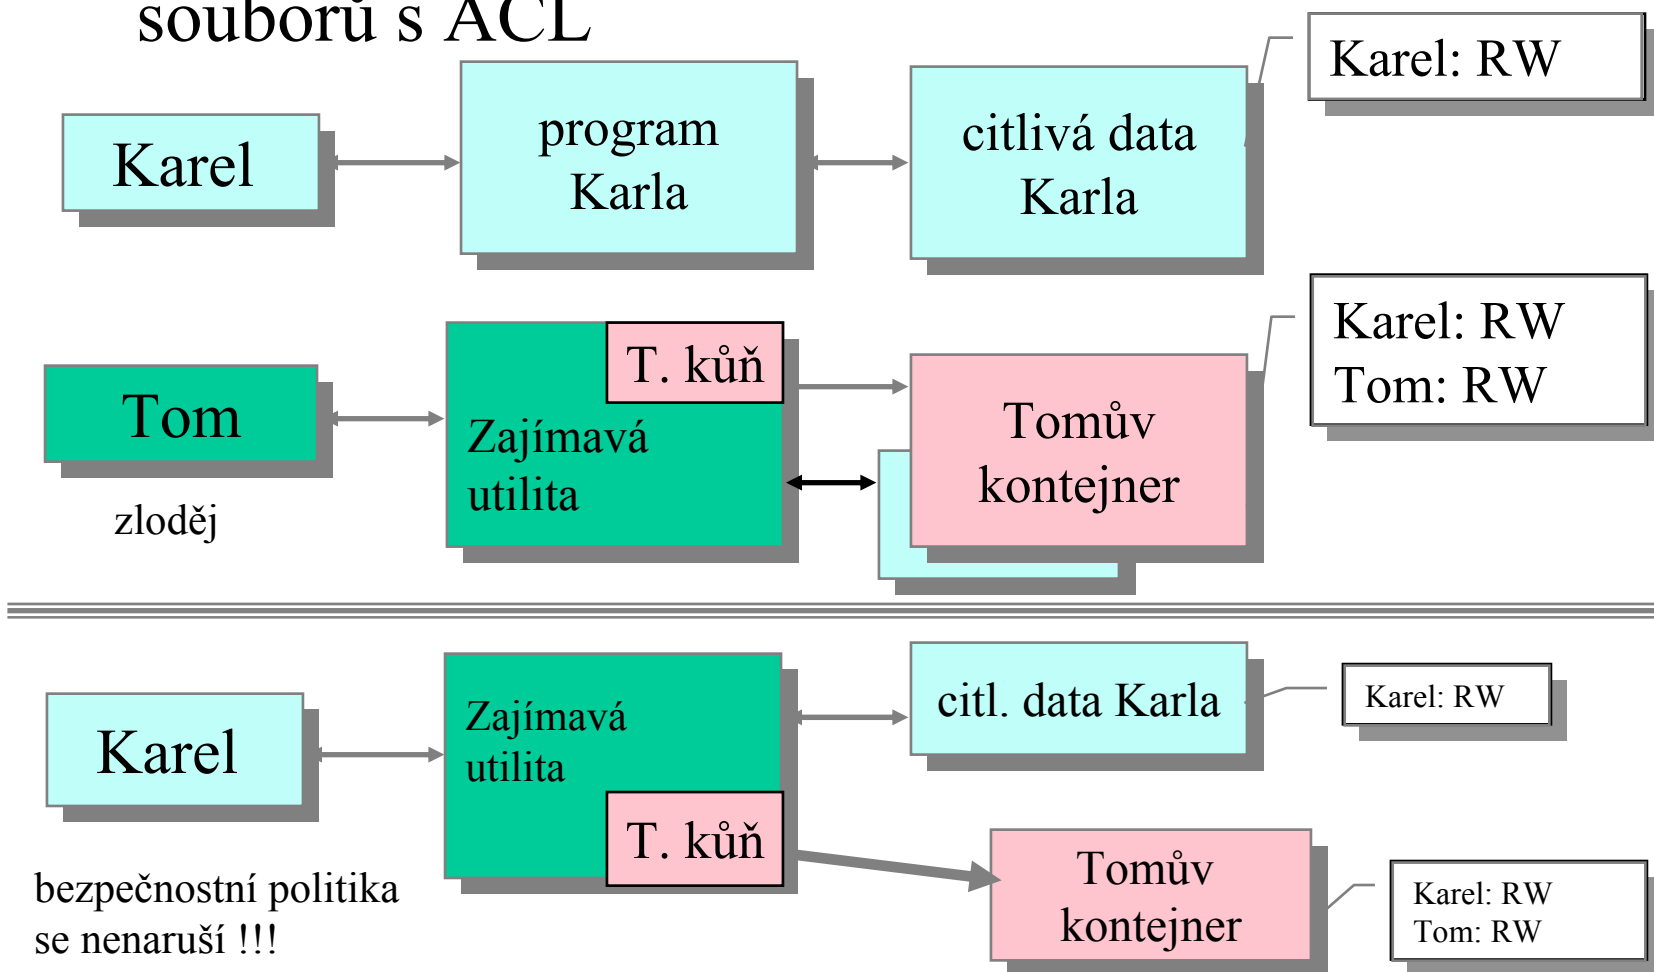 souborů s ACL
Karel: RW
Karel
program
Karla
citlivá data
Karla
Karel: RW
Tom: RW
T. kůň
Tom
Zajímavá
utilita
Tomův
kontejner
zloděj
citl. data Karla
Karel: RW
Zajímavá
utilita
Karel
T. kůň
Tomův
kontejner
Karel: RW
Tom: RW
bezpečnostní politika
se nenaruší !!!